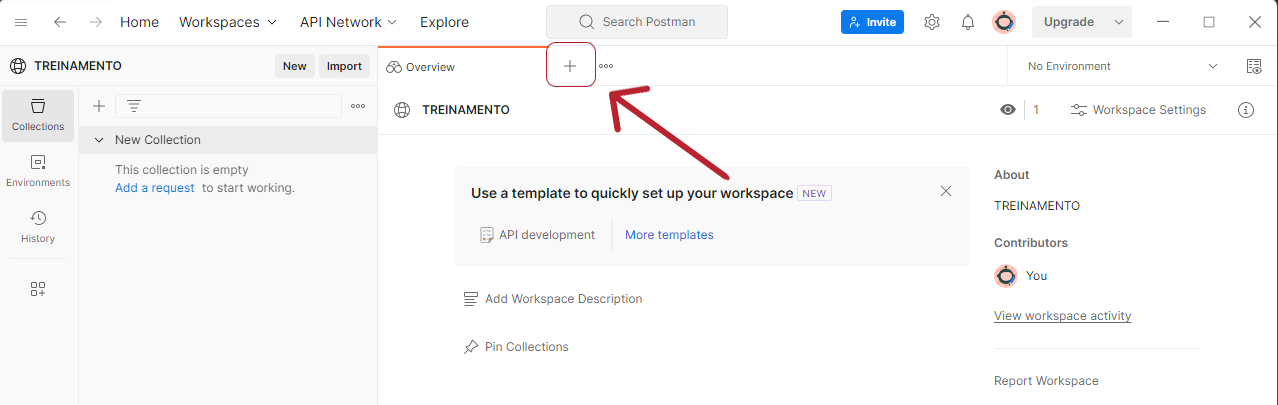 Home Workspaces API Network Explore Search Postman Invite Upgrade
TREINAMENTO New Import
Overview
No Environment
Collections
Environments
History
New Collection
This collection is empty
Add a request to start working.
TREINAMENTO
1
Workspace Settings
Use a template to quickly set up your workspace NEW
API development More templates
Add Workspace Description
Pin Collections
About
TREINAMENTO
Contributors
You
View workspace activity
Report Workspace